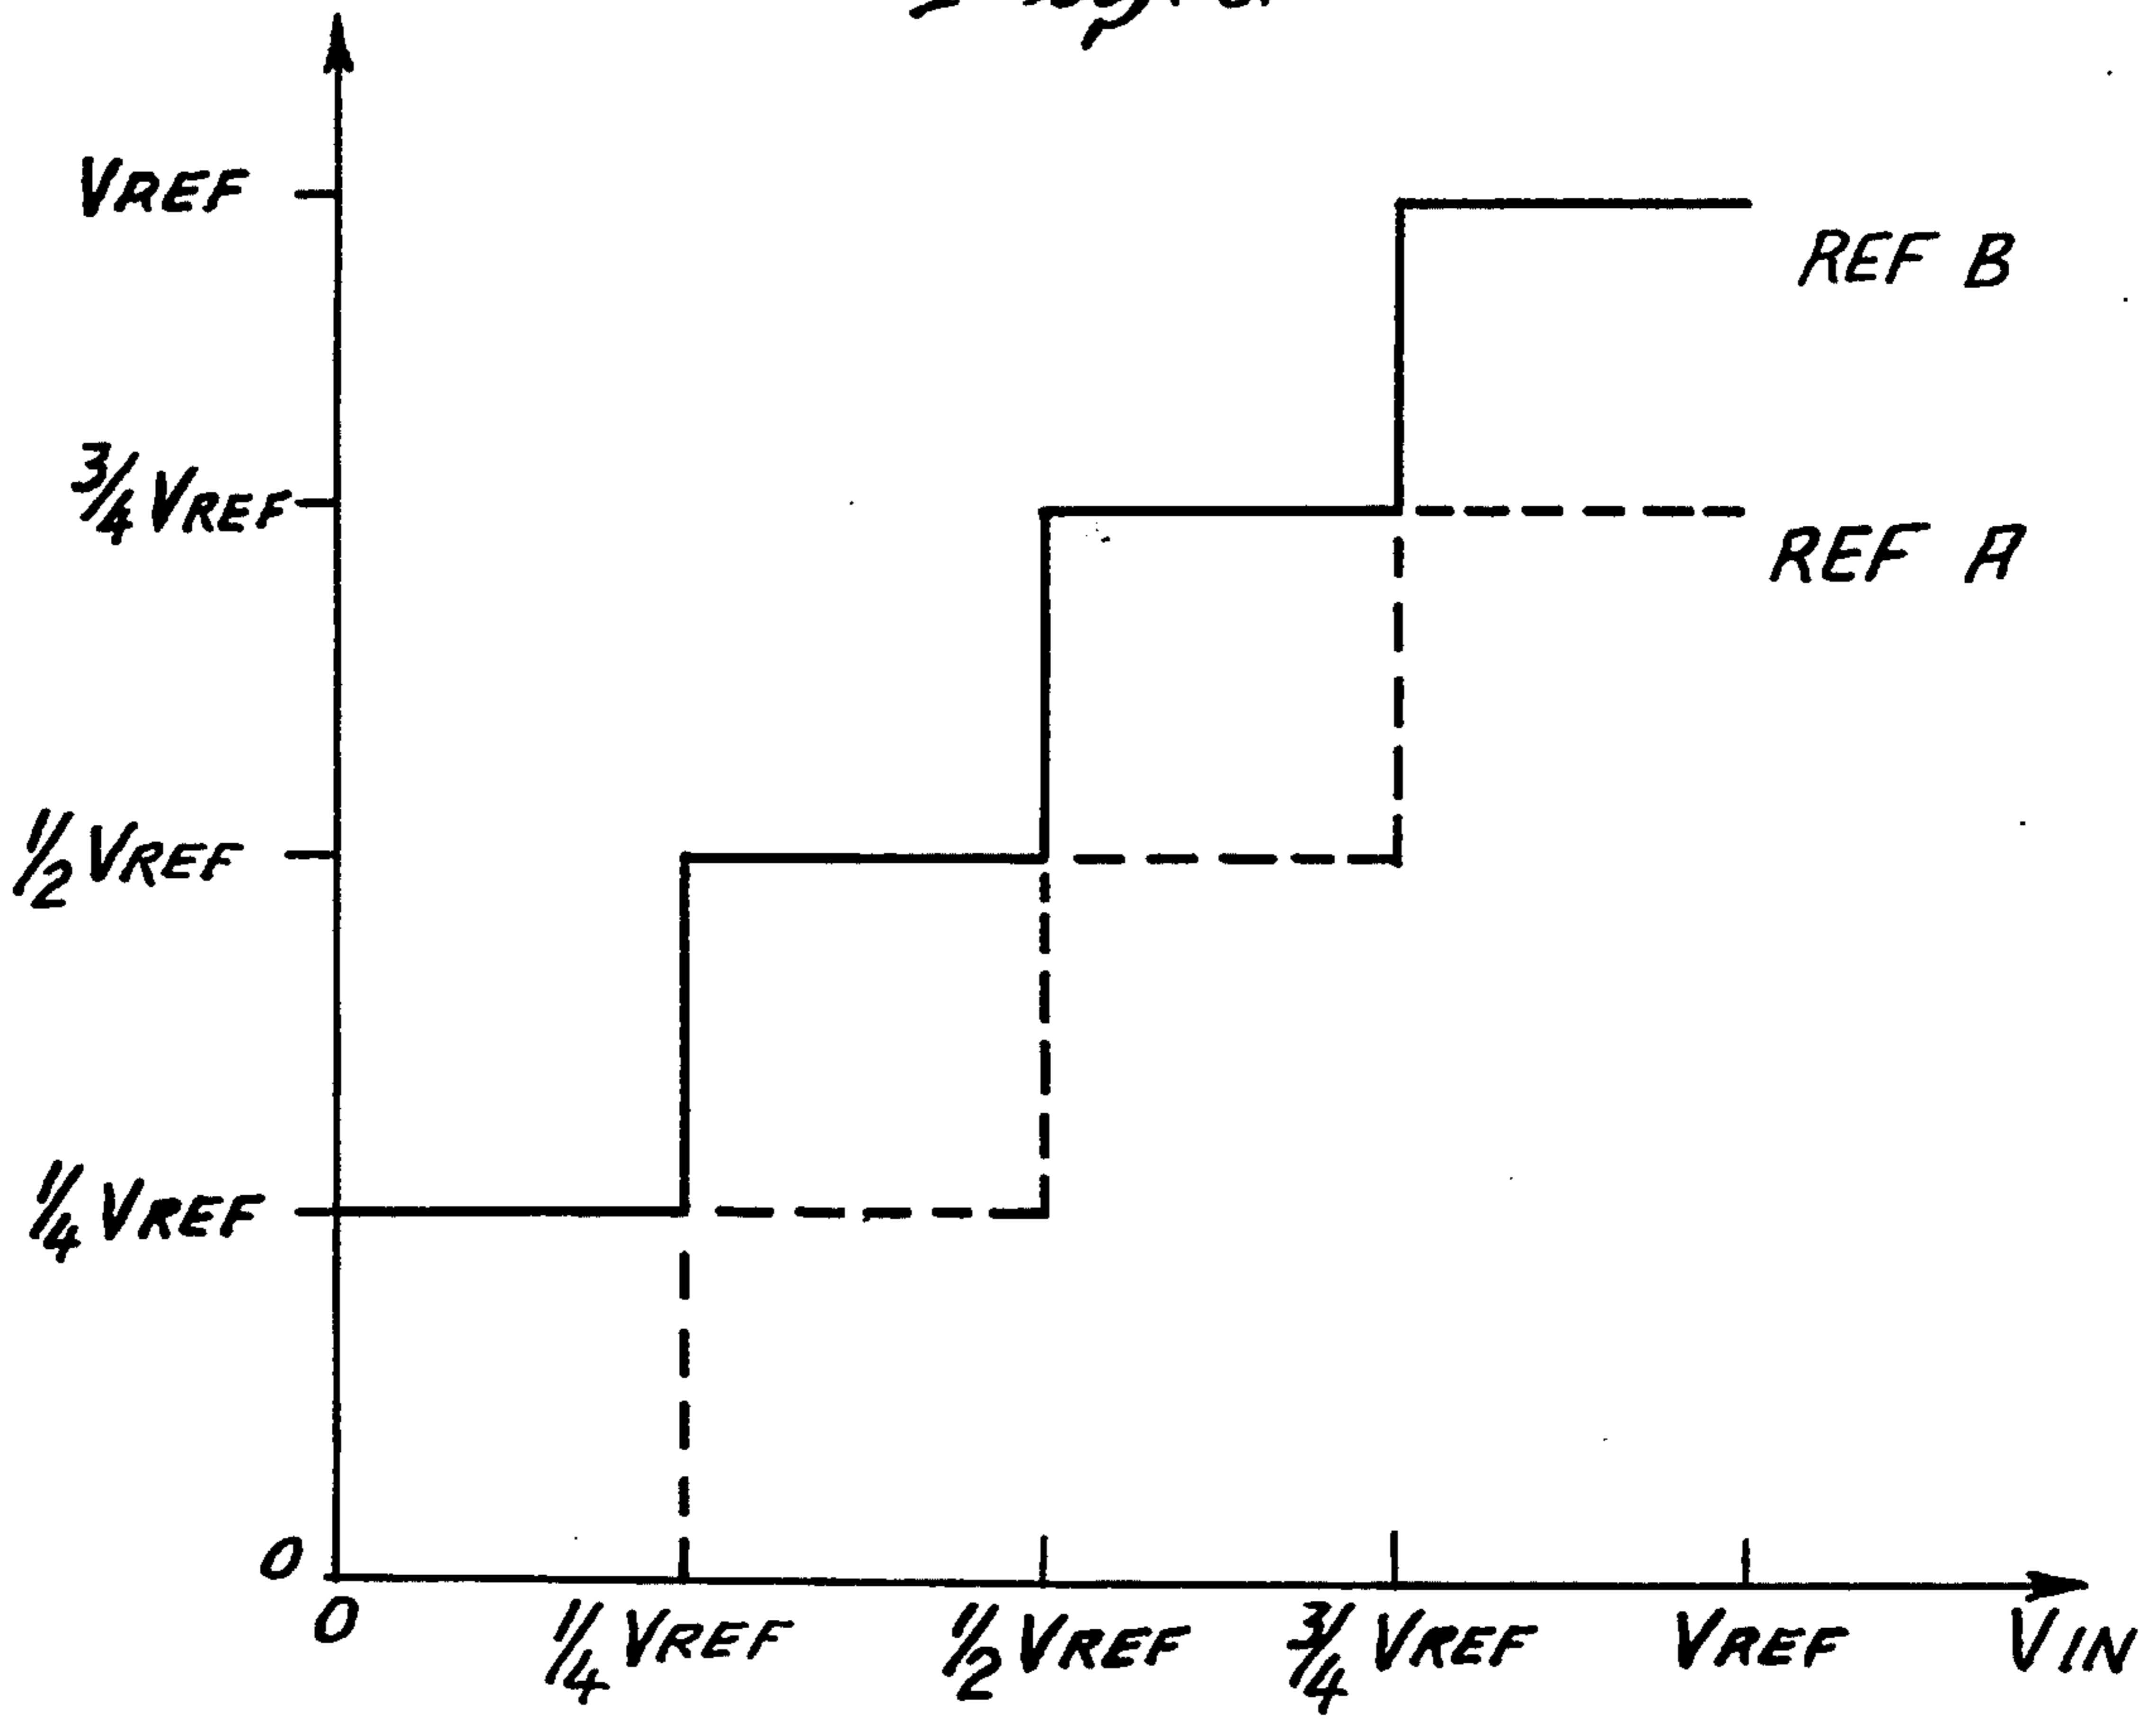 VREF
REF B
3/4 VREF
REF A
1/2 VREF
1/4 VREF
0
0 1/4 VREF 1/2 VREF 3/4 VREF VREF VIN